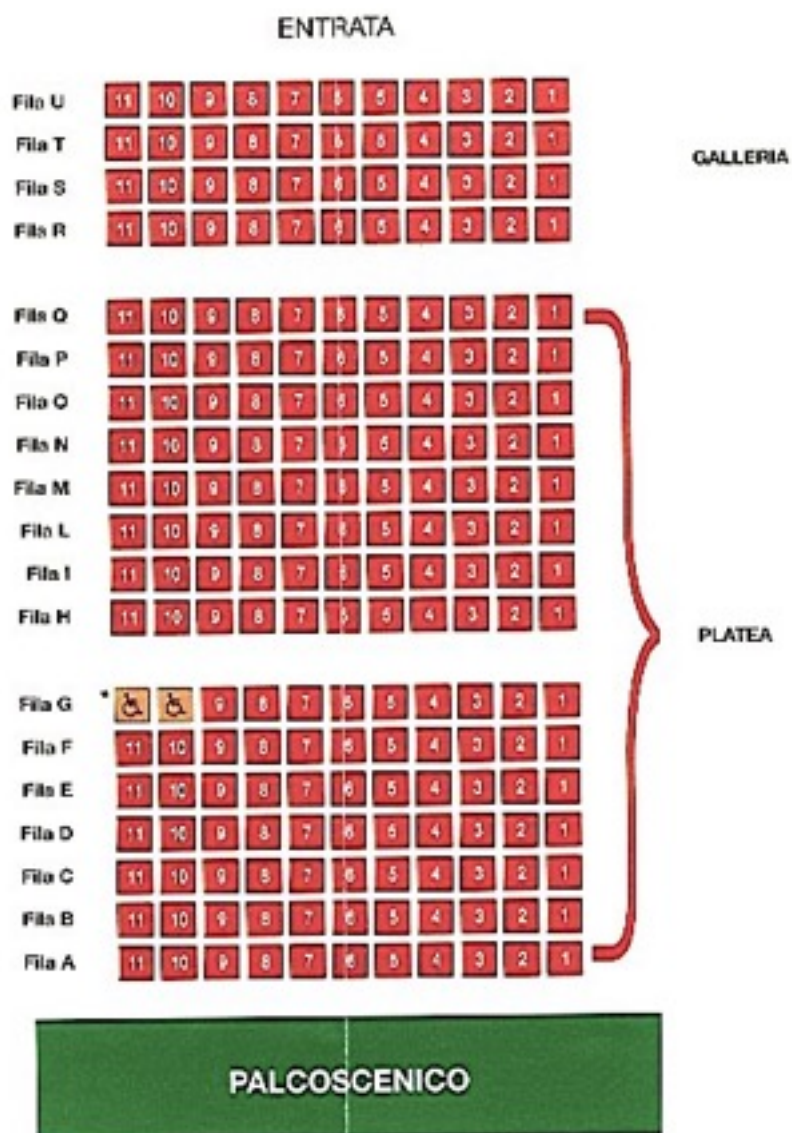 ENTRATA
Fila U 11 10 9 8 7 6 5 4 3 2 1
Fila T 11 10 9 8 7 6 5 4 3 2 1
GALLERIA
Fila S 11 10 9 8 7 6 5 4 3 2 1
Fila R 11 10 9 8 7 6 5 4 3 2 1
Fila Q 11 10 9 8 7 6 5 4 3 2 1
Fila P 11 10 9 8 7 6 5 4 3 2 1
Fila O 11 10 9 8 7 6 5 4 3 2 1
Fila N 11 10 9 8 7 6 5 4 3 2 1
Fila M 11 10 9 8 7 6 5 4 3 2 1
Fila L 11 10 9 8 7 6 5 4 3 2 1
Fila I 11 10 9 8 7 6 5 4 3 2 1
Fila H 11 10 9 8 7 6 5 4 3 2 1
PLATEA
Fila G * 9 8 7 6 5 4 3 2 1
Fila F 11 10 9 8 7 6 5 4 3 2 1
Fila E 11 10 9 8 7 6 5 4 3 2 1
Fila D 11 10 9 8 7 6 5 4 3 2 1
Fila C 11 10 9 8 7 6 5 4 3 2 1
Fila B 11 10 9 8 7 6 5 4 3 2 1
Fila A 11 10 9 8 7 6 5 4 3 2 1
PALCOSCENICO